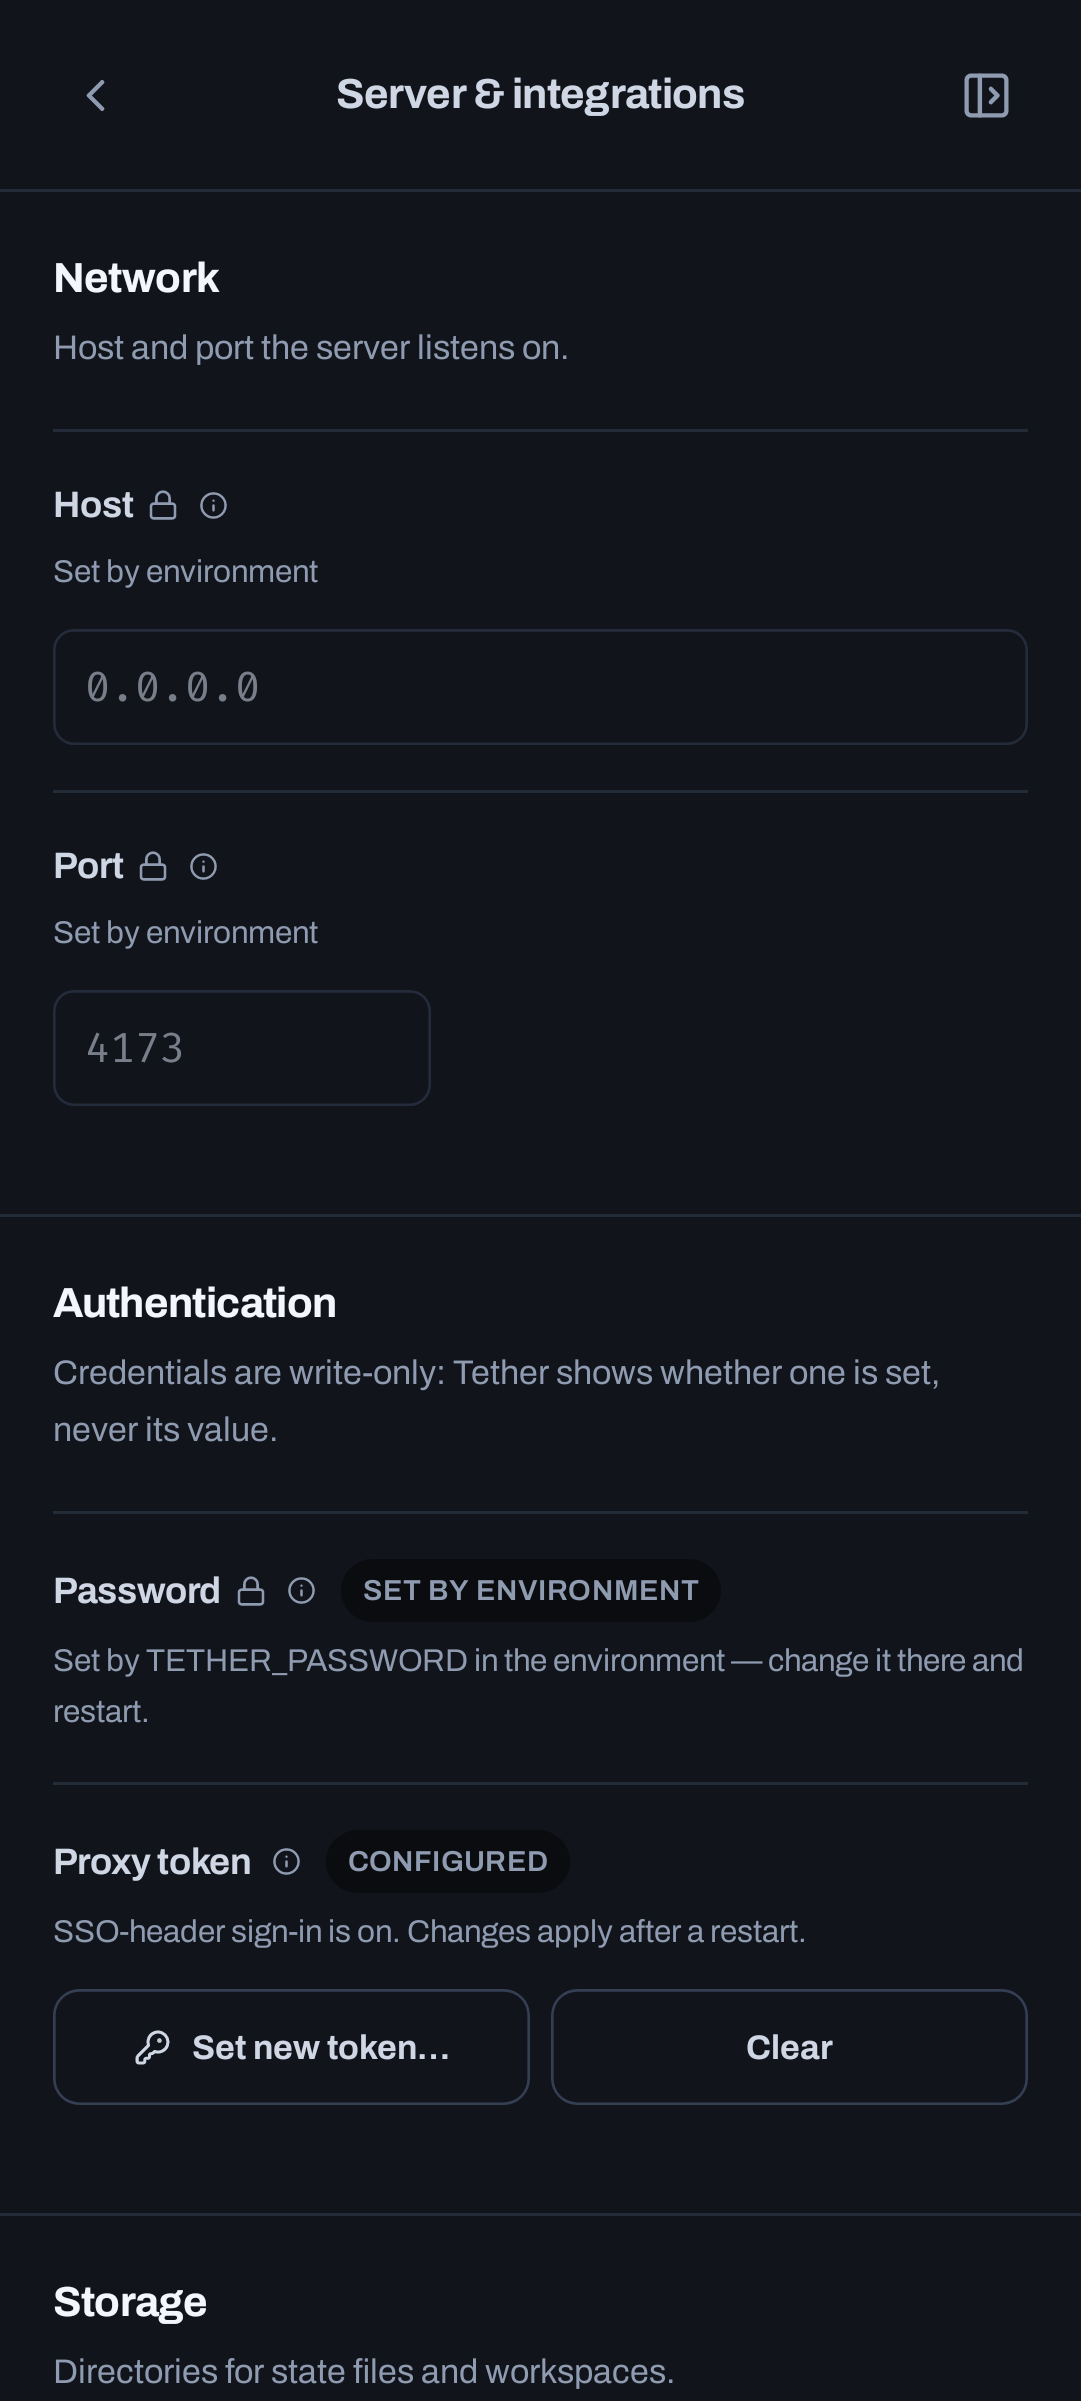 Server & integrations
Network
Host and port the server listens on.
Host
Set by environment
0.0.0.0
Port
Set by environment
4173
Authentication
Credentials are write-only: Tether shows whether one is set,
never its value.
Password SET BY ENVIRONMENT
Set by TETHER_PASSWORD in the environment — change it there and
restart.
Proxy token CONFIGURED
SSO-header sign-in is on. Changes apply after a restart.
Set new token... Clear
Storage
Directories for state files and workspaces.